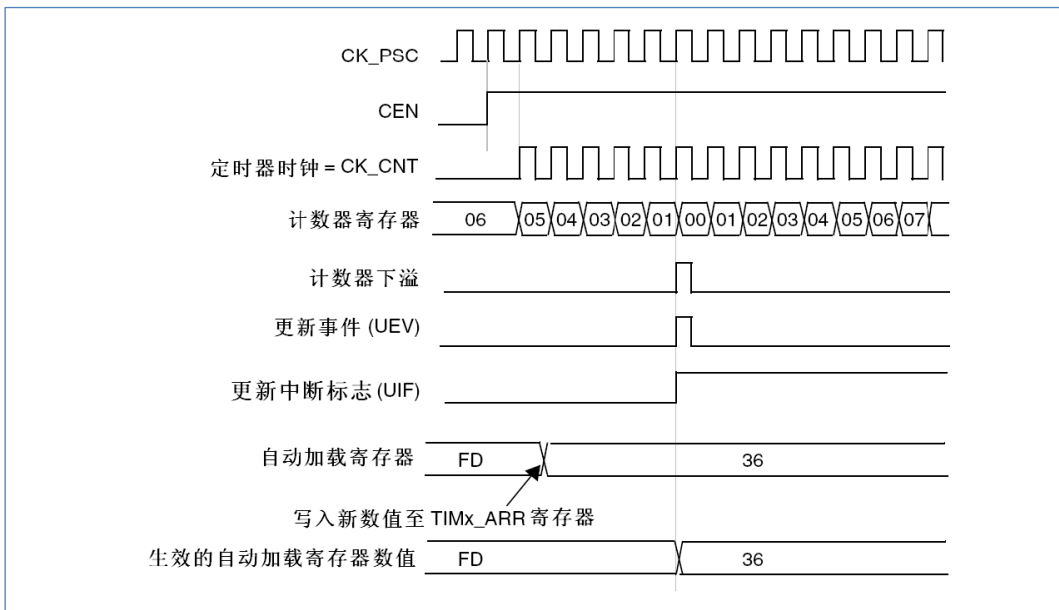 CK_PSC
CEN
定时器时钟 = CK_CNT
计数器寄存器 06 05 04 03 02 01 00 01 02 03 04 05 06 07
计数器下溢
更新事件 (UEV)
更新中断标志 (UIF)
自动加载寄存器 FD 36
写入新数值至 TIMx_ARR 寄存器
生效的自动加载寄存器数值 FD 36